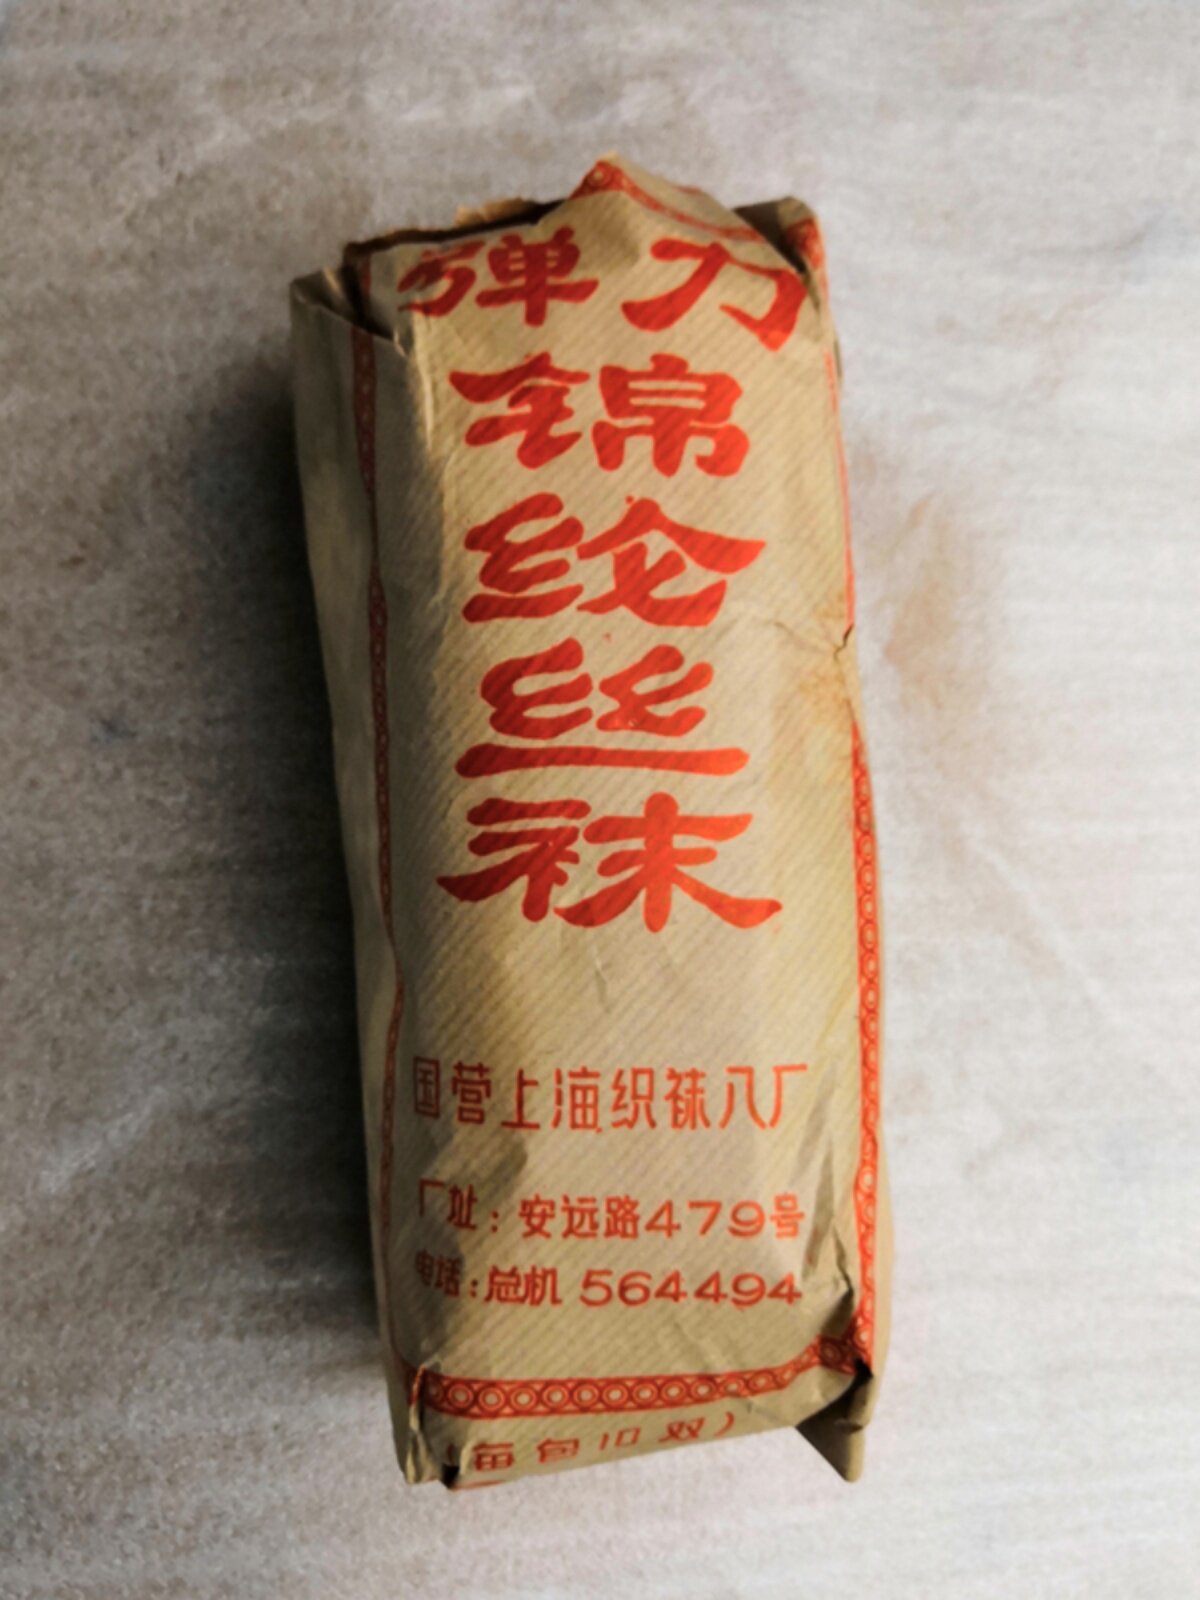 弹力
锦
纶
丝
袜
国营上海织袜八厂
厂址：安远路479号
电话：总机 564494
（每包10双）